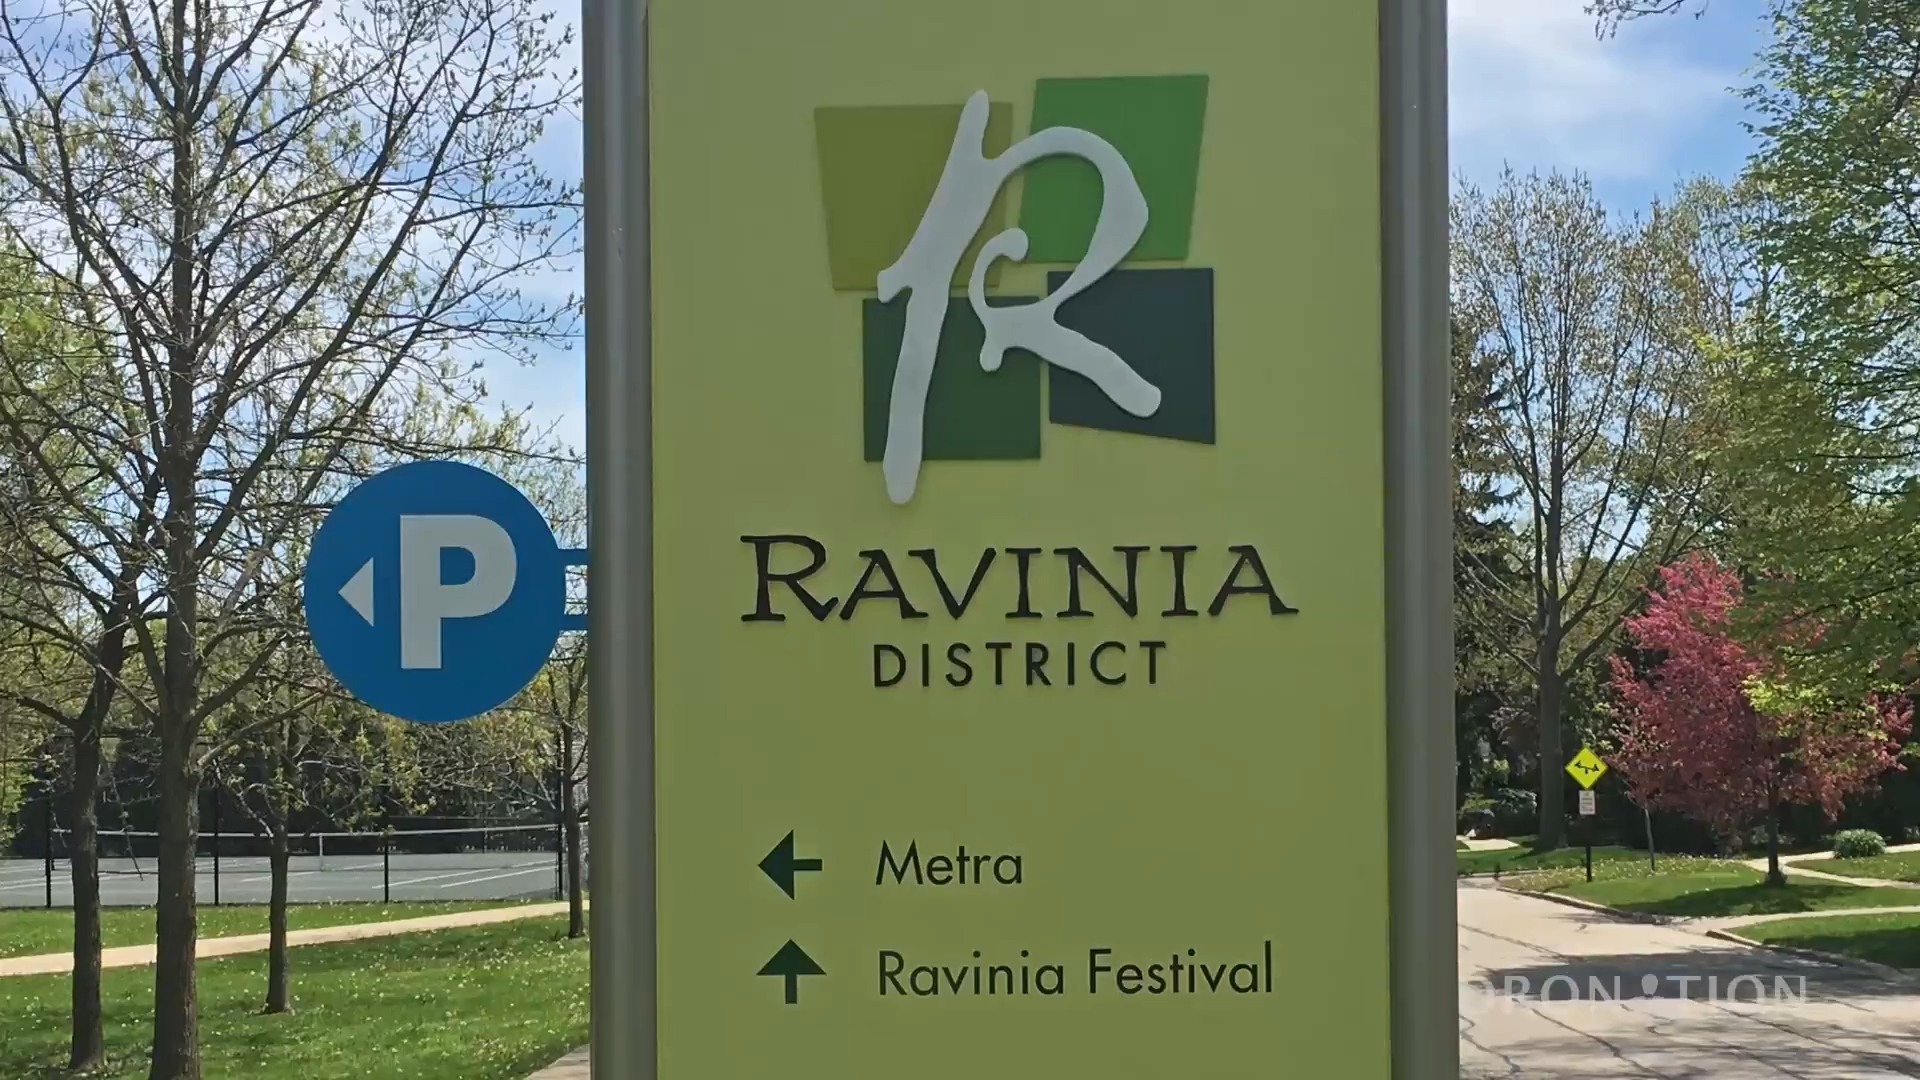 R
P
RAVINIA
DISTRICT
Metra
Ravinia Festival